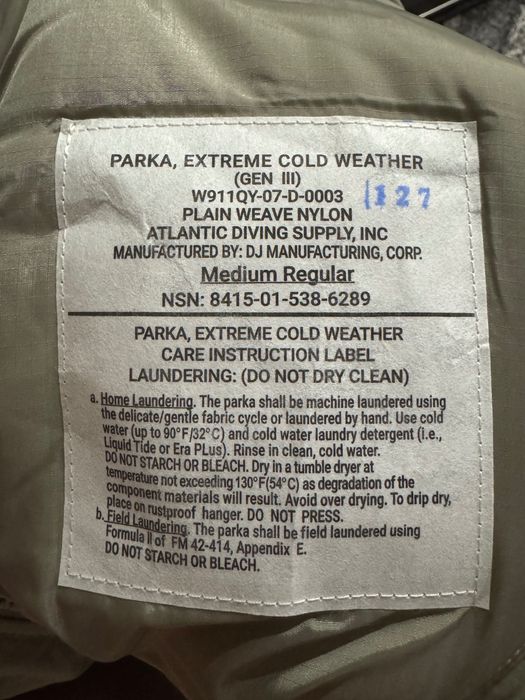 PARKA, EXTREME COLD WEATHER
(GEN III)
W911QY-07-D-0003 127
PLAIN WEAVE NYLON
ATLANTIC DIVING SUPPLY, INC
MANUFACTURED BY: DJ MANUFACTURING, CORP.
Medium Regular
NSN: 8415-01-538-6289
PARKA, EXTREME COLD WEATHER
CARE INSTRUCTION LABEL
LAUNDERING: (DO NOT DRY CLEAN)
a. Home Laundering. The parka shall be machine laundered using
the delicate/gentle fabric cycle or laundered by hand. Use cold
water (up to 90°F/32°C) and cold water laundry detergent (i.e.,
Liquid Tide or Era PLus). Rinse in clean, cold water.
DO NOT STARCH OR BLEACH. Dry in a tumble dryer at
temperature not exceeding 130°F(54°C) as degradation of the
component materials will result. Avoid over drying. To drip dry,
place on rustproof hanger. DO NOT PRESS.
b. Field Laundering. The parka shall be field laundered using
Formula II of FM 42-414, Appendix E.
DO NOT STARCH OR BLEACH.